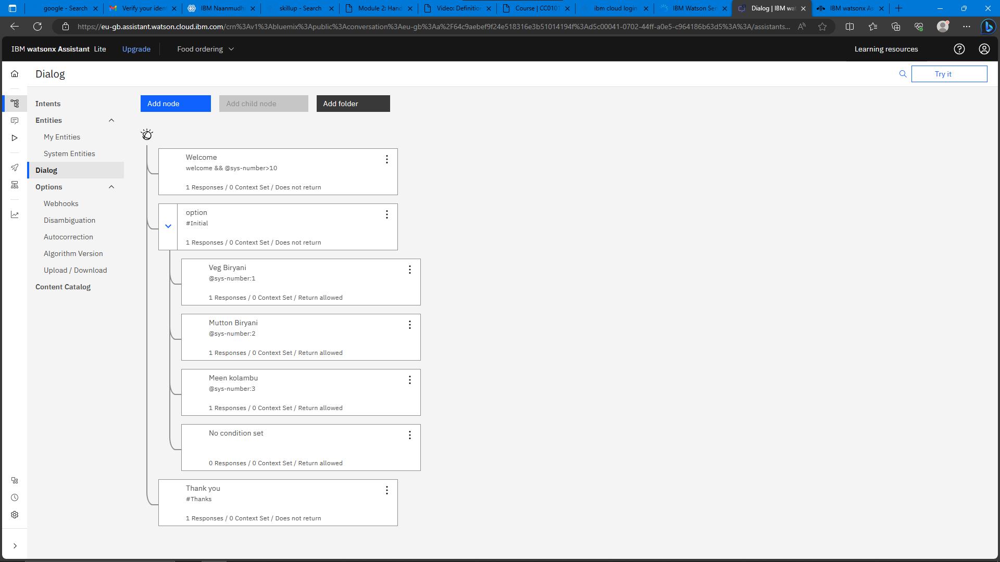 google - Search
Verify your iden
IBM Naanmudh
skillup - Search
Module 2: Hand
Video: Definition
Course | CC0101
ibm cloud login
IBM Watson Ser
Dialog | IBM wat
IBM watsonx As
https://eu-gb.assistant.watson.cloud.ibm.com/crn%3Av1%3Abluemix%3Apublic%3Aconversation%3Aeu-gb%3Aa%2F64c9aebef9f24e518316e3b51014194f%3Ad5c00041-0702-44ff-a0e5-c964186b63d5%3A%3A/assistants...
IBM watsonx Assistant Lite
Upgrade
Food ordering
Learning resources
Dialog
Try it
Intents
Entities
My Entities
System Entities
Dialog
Options
Webhooks
Disambiguation
Autocorrection
Algorithm Version
Upload / Download
Content Catalog
Add node
Add child node
Add folder
Welcome
welcome && @sys-number>10
1 Responses / 0 Context Set / Does not return
option
#Initial
1 Responses / 0 Context Set / Does not return
Veg Biryani
@sys-number:1
1 Responses / 0 Context Set / Return allowed
Mutton Biryani
@sys-number:2
1 Responses / 0 Context Set / Return allowed
Meen kolambu
@sys-number:3
1 Responses / 0 Context Set / Return allowed
No condition set
0 Responses / 0 Context Set / Return allowed
Thank you
#Thanks
1 Responses / 0 Context Set / Does not return